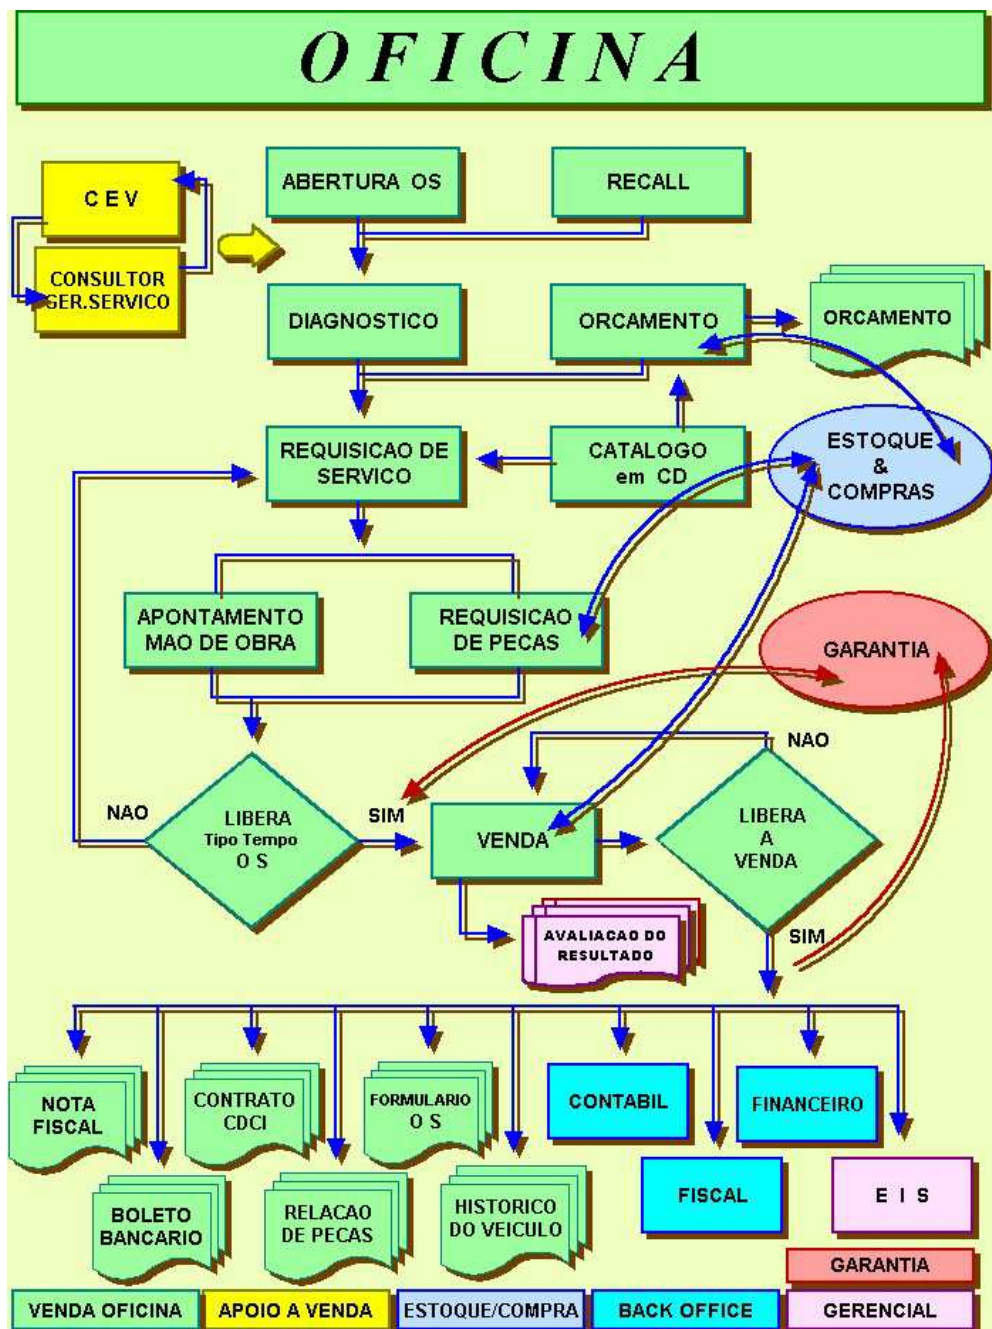 OFICINA
C E V
ABERTURA OS
RECALL
CONSULTOR
GER.SERVICO
DIAGNOSTICO
ORCAMENTO
ORCAMENTO
REQUISICAO DE
SERVICO
CATALOGO
em CD
ESTOQUE
&
COMPRAS
APONTAMENTO
MAO DE OBRA
REQUISICAO
DE PECAS
GARANTIA
NAO
LIBERA
Tipo Tempo
O S
SIM
VENDA
NAO
LIBERA
A
VENDA
SIM
AVALIACAO DO
RESULTADO
NOTA
FISCAL
CONTRATO
CDCI
FORMULARIO
O S
CONTABIL
FINANCEIRO
BOLETO
BANCARIO
RELACAO
DE PECAS
HISTORICO
DO VEICULO
FISCAL
E I S
GARANTIA
VENDA OFICINA
APOIO A VENDA
ESTOQUE/COMPRA
BACK OFFICE
GERENCIAL